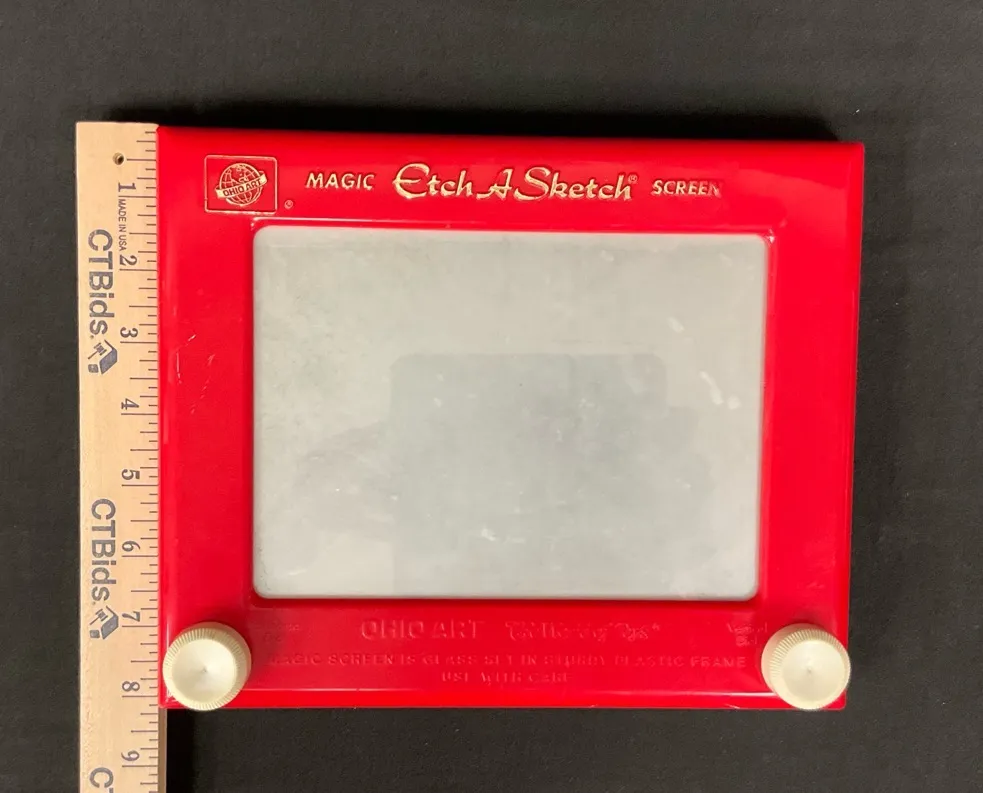 OHIO ART
®
MAGIC Etch A Sketch® SCREEN
1
MADE IN USA
2
CTBids.
3
4
5
6
CTBids.
7
8
9
CT
OHIO ART
MAGIC SCREEN IS GLASS SET IN STURDY PLASTIC FRAME
USE WITH CARE